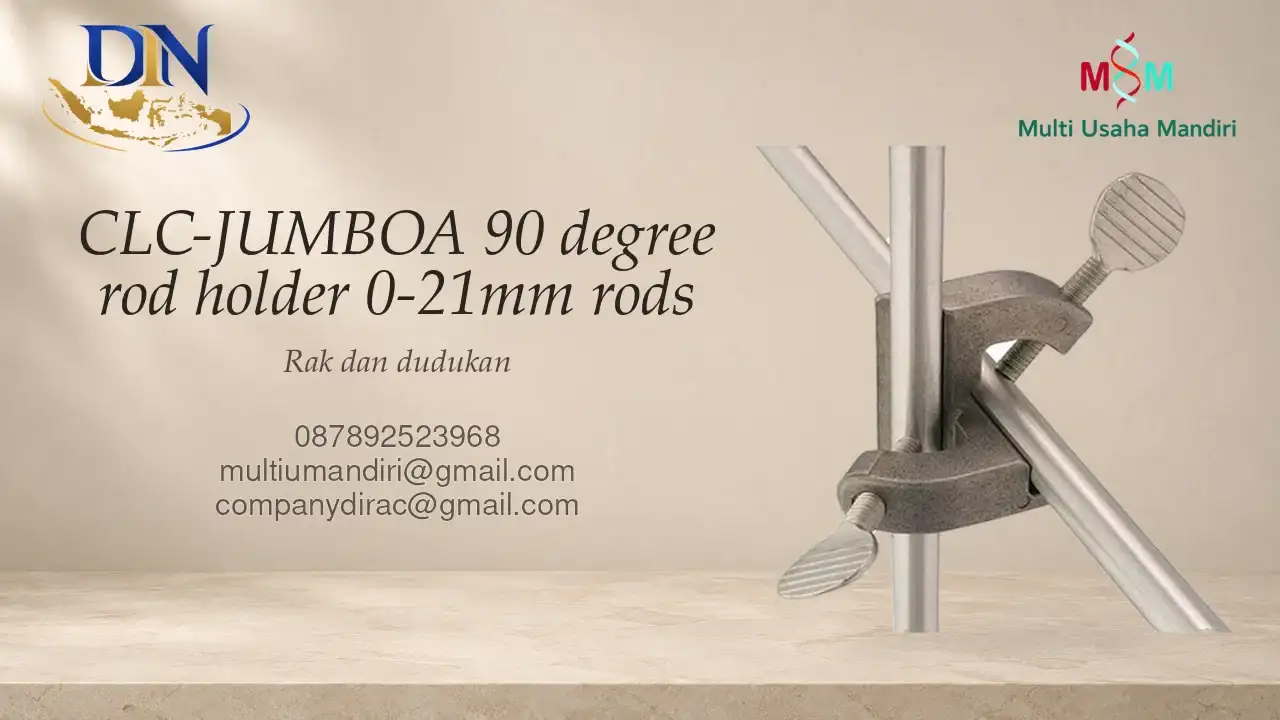 DIN
MSM
Multi Usaha Mandiri
CLC-JUMBOA 90 degree
rod holder 0-21mm rods
Rak dan dudukan
087892523968
multiumandiri@gmail.com
companydirac@gmail.com